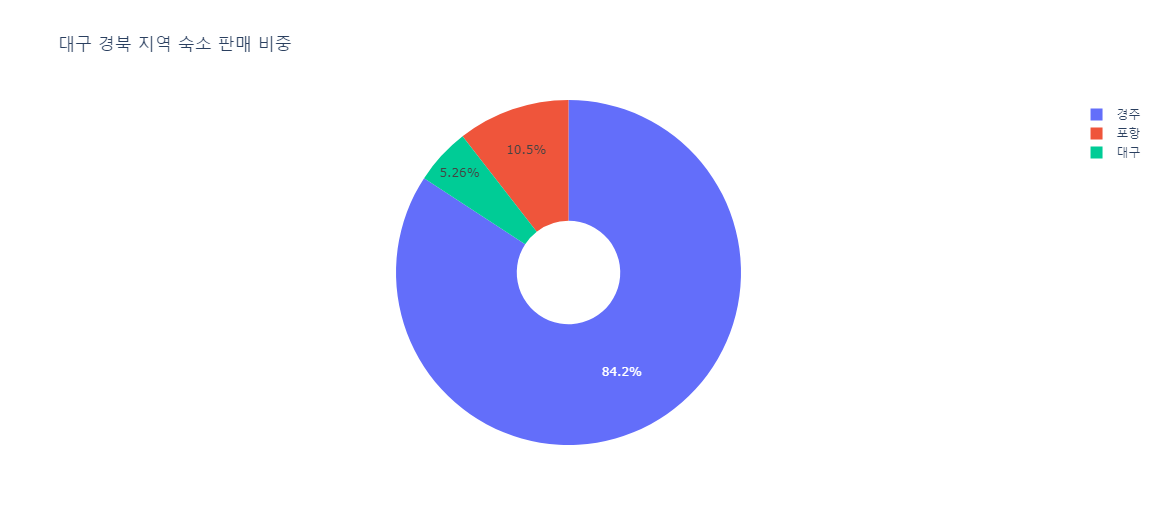 대구 경북 지역 숙소 판매 비중
경주
포항
대구
10.5%
5.26%
84.2%